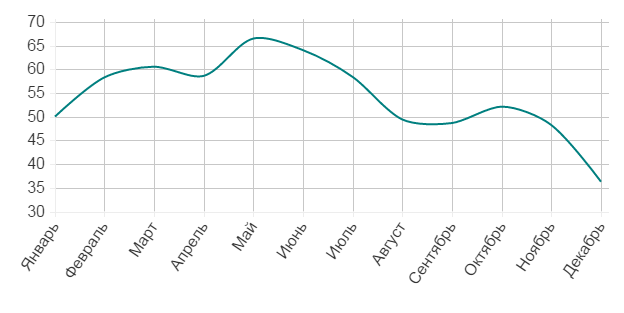 70
65
60
55
50
45
40
35
30
Январь
Февраль
Март
Апрель
Май
Июнь
Июль
Август
Сентябрь
Октябрь
Ноябрь
Декабрь